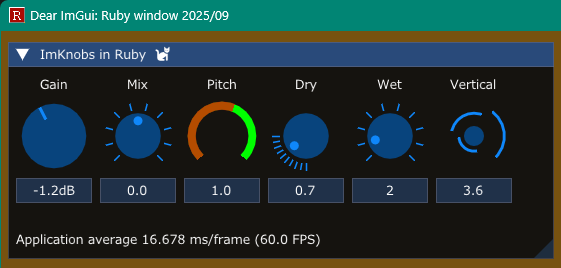 R Dear ImGui: Ruby window 2025/09
ImKnobs in Ruby
Gain Mix Pitch Dry Wet Vertical
-1.2dB 0.0 1.0 0.7 2 3.6
Application average 16.678 ms/frame (60.0 FPS)